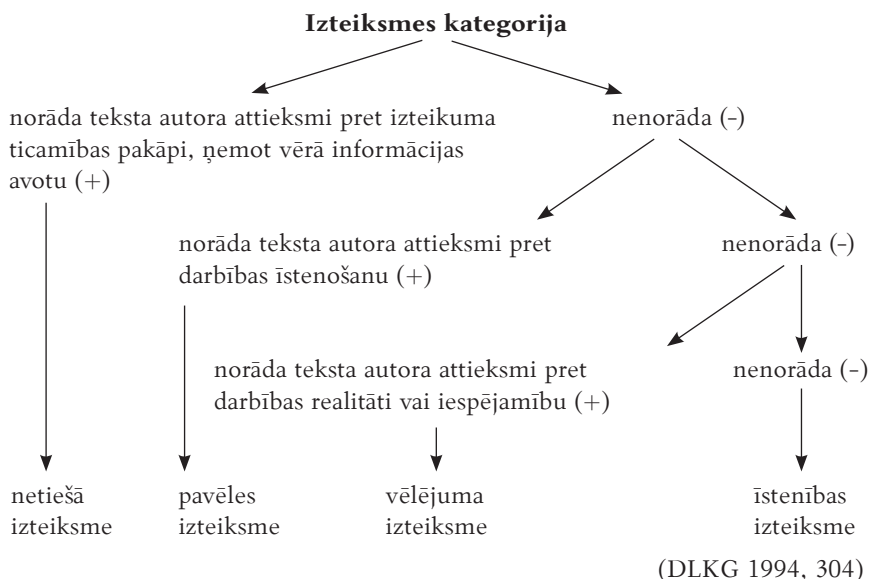 Izteiksmes kategorija
norāda teksta autora attieksmi pret izteikuma
ticamības pakāpi, ņemot vērā informācijas
avotu (+)
nenorāda (-)
norāda teksta autora attieksmi pret
darbības īstenošanu (+)
nenorāda (-)
norāda teksta autora attieksmi pret
darbības realitāti vai iespējamību (+)
nenorāda (-)
netiešā
izteiksme
pavēles
izteiksme
vēlējuma
izteiksme
īstenības
izteiksme
(DLKG 1994, 304)